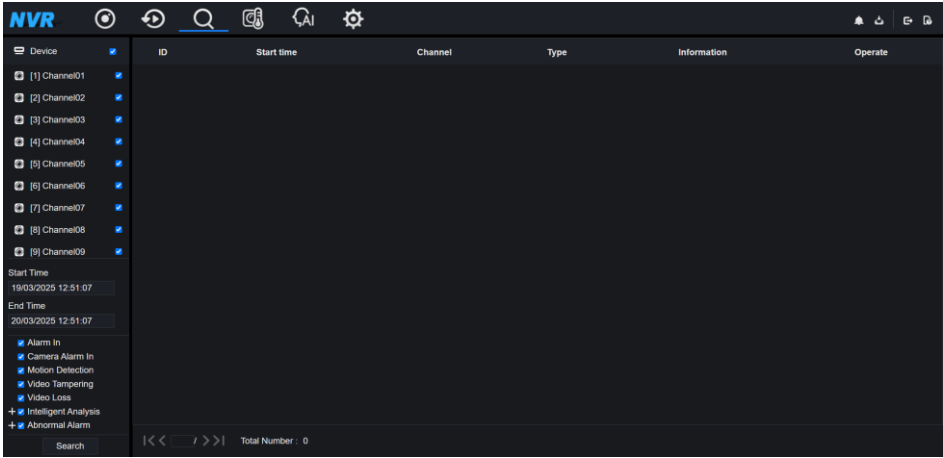 NVR
AI
Device
ID Start time Channel Type Information Operate
[1] Channel01
[2] Channel02
[3] Channel03
[4] Channel04
[5] Channel05
[6] Channel06
[7] Channel07
[8] Channel08
[9] Channel09
Start Time
19/03/2025 12:51:07
End Time
20/03/2025 12:51:07
Alarm In
Camera Alarm In
Motion Detection
Video Tampering
Video Loss
Intelligent Analysis
Abnormal Alarm
Search
/ Total Number : 0